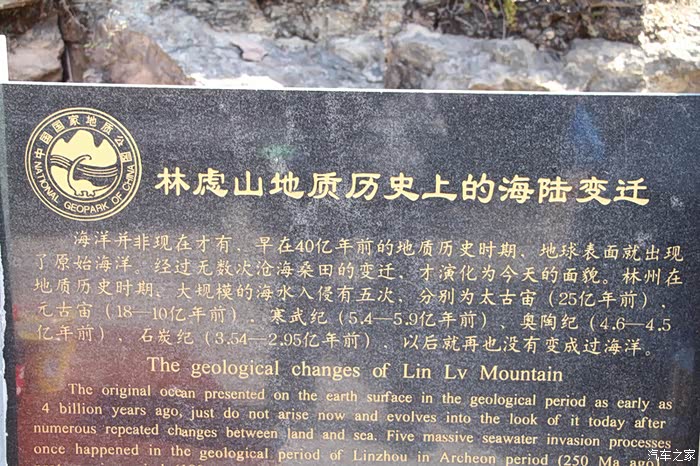 中国国家地质公园
NATIONAL GEOPARK OF CHINA
林虑山地质历史上的海陆变迁
海洋并非现在才有、早在40亿年前的地质历史时期、地球表面就出现
了原始海洋。经过无数次沧海桑田的变迁、才演化为今天的面貌。林州在
地质历史时期、大规模的海水入侵有五次、分别为太古宙（25亿年前）、
元古宙（18—10亿年前）、寒武纪（5.4—5.9亿年前）、奥陶纪（4.6—4.5
亿年前）、石炭纪（3.54—2.95亿年前）、以后就再也没有变成过海洋。
The geological changes of Lin Lv Mountain
The original ocean presented on the earth surface in the geological period as early as
4 billion years ago, just do not arise now and evolves into the look of it today after
numerous repeated changes between land and sea. Five massive seawater invasion processes
once happened in the geological period of Linzhou in Archeon period (250 Ma ago
汽车之家